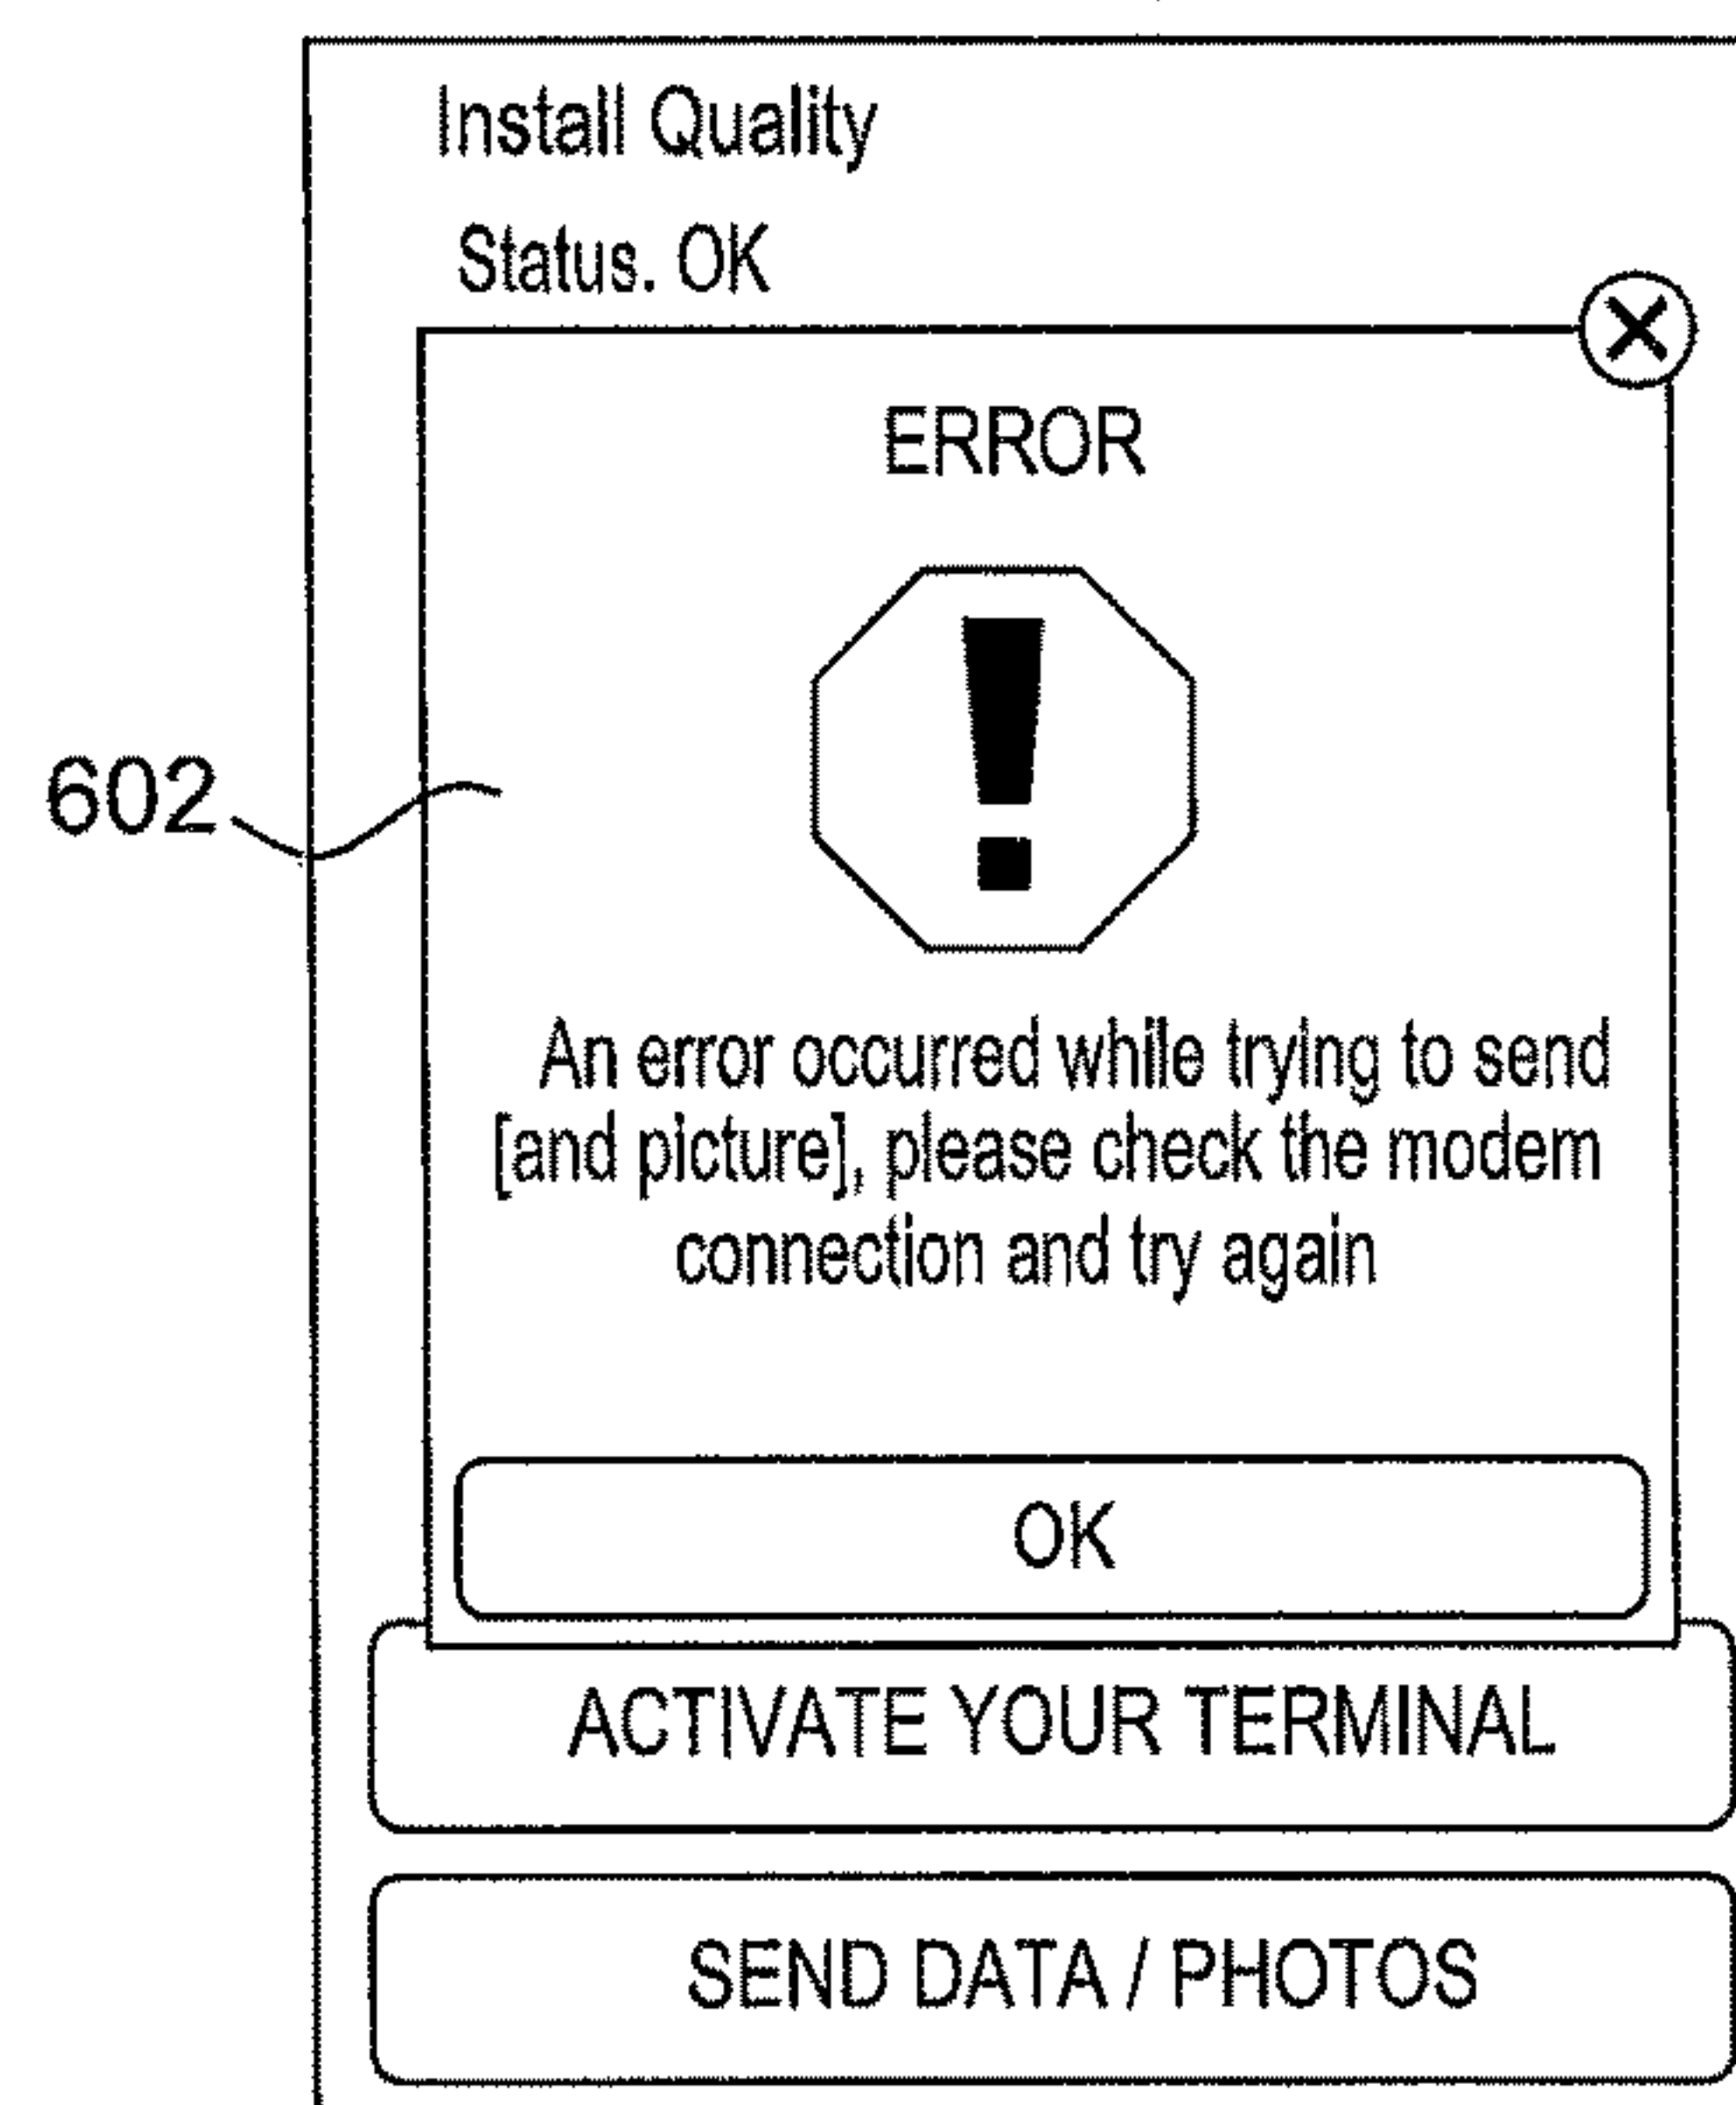 Install Quality
Status. OK
ERROR
602
An error occurred while trying to send
[and picture], please check the modem
connection and try again
OK
ACTIVATE YOUR TERMINAL
SEND DATA / PHOTOS